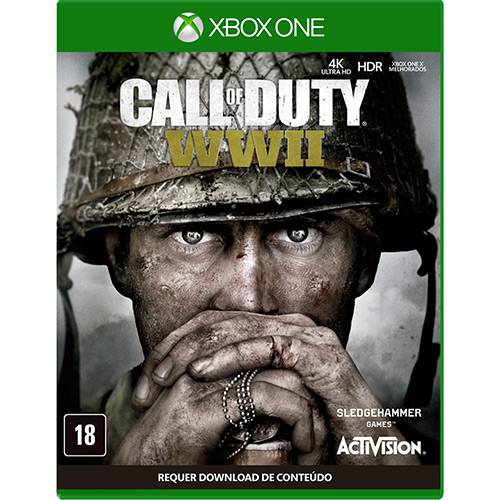 XBOX ONE
4K
ULTRA HD
HDR
XBOX ONE X
MELHORADOS
CALL OF DUTY®
WWII
SLEDGEHAMMER
GAMES™
ACTIVISION®
18
REQUER DOWNLOAD DE CONTEÚDO